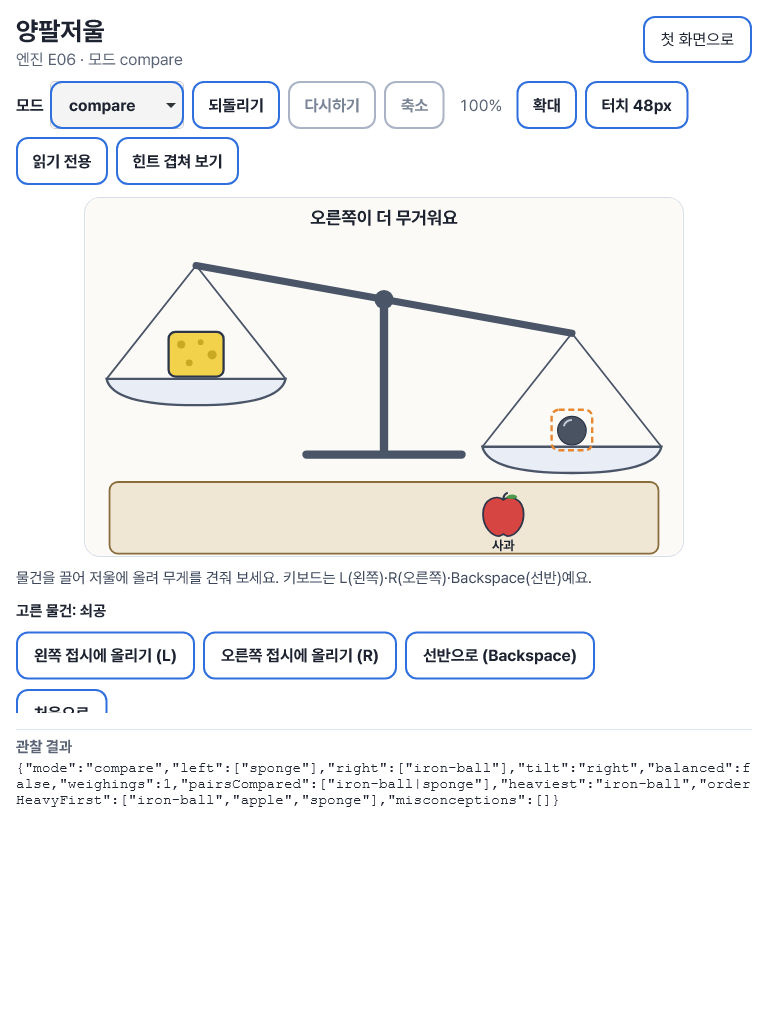 양팔저울
엔진 E06 · 모드 compare
첫 화면으로
모드 compare 되돌리기 다시하기 축소 100% 확대 터치 48px
읽기 전용 힌트 겹쳐 보기
오른쪽이 더 무거워요
사과
물건을 끌어 저울에 올려 무게를 견줘 보세요. 키보드는 L(왼쪽)·R(오른쪽)·Backspace(선반)예요.
고른 물건: 쇠공
왼쪽 접시에 올리기 (L) 오른쪽 접시에 올리기 (R) 선반으로 (Backspace)
처음으로
관찰 결과
{"mode":"compare","left":["sponge"],"right":["iron-ball"],"tilt":"right","balanced":f
alse,"weighings":1,"pairsCompared":["iron-ball|sponge"],"heaviest":"iron-ball","order
HeavyFirst":["iron-ball","apple","sponge"],"misconceptions":[]}